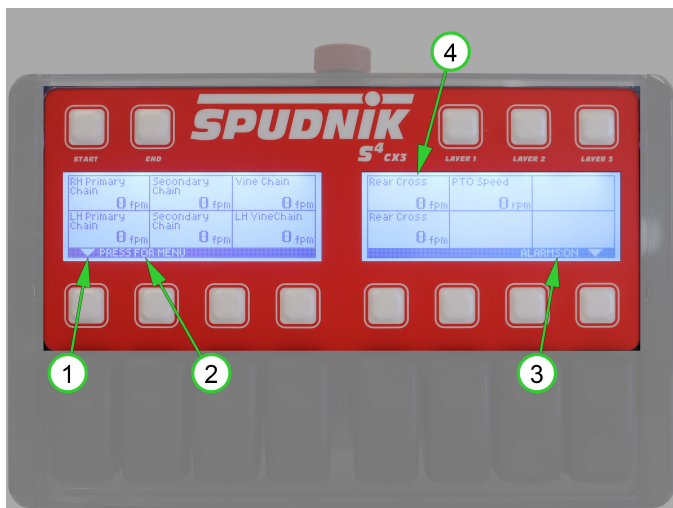 4
SPUDNIK
S4 CX3
START
END
LAYER 1
LAYER 2
LAYER 3
RH Primary Chain
0 fpm
Secondary Chain
0 fpm
Vine Chain
0 fpm
LH Primary Chain
0 fpm
Secondary Chain
0 fpm
LH VineChain
0 fpm
PRESS FOR MENU
Rear Cross
0 fpm
PTO Speed
0 rpm
Rear Cross
0 fpm
ALARMS:ON
1
2
3